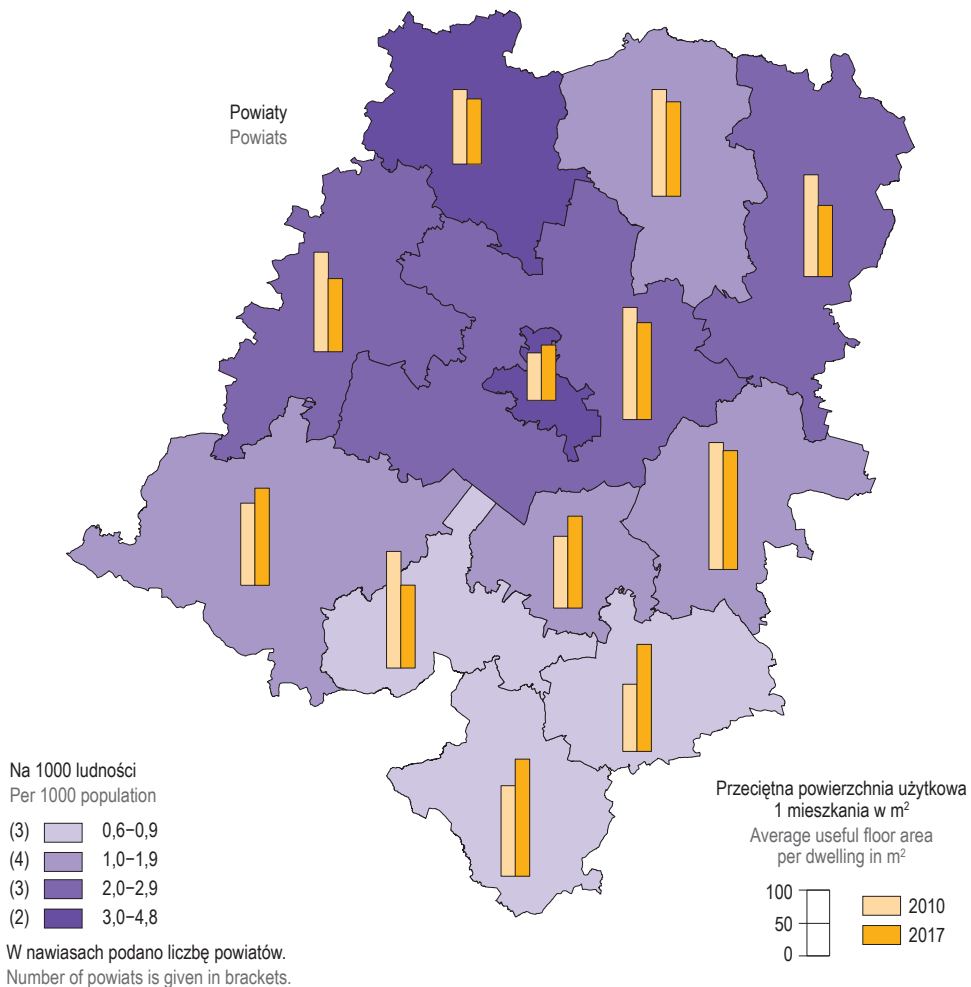 Powiaty
Powiats
Na 1000 ludności
Per 1000 population
(3) 0,6–0,9
(4) 1,0–1,9
(3) 2,0–2,9
(2) 3,0–4,8
W nawiasach podano liczbę powiatów.
Number of powiats is given in brackets.
Przeciętna powierzchnia użytkowa
1 mieszkania w m²
Average useful floor area
per dwelling in m²
100
50
0
2010
2017